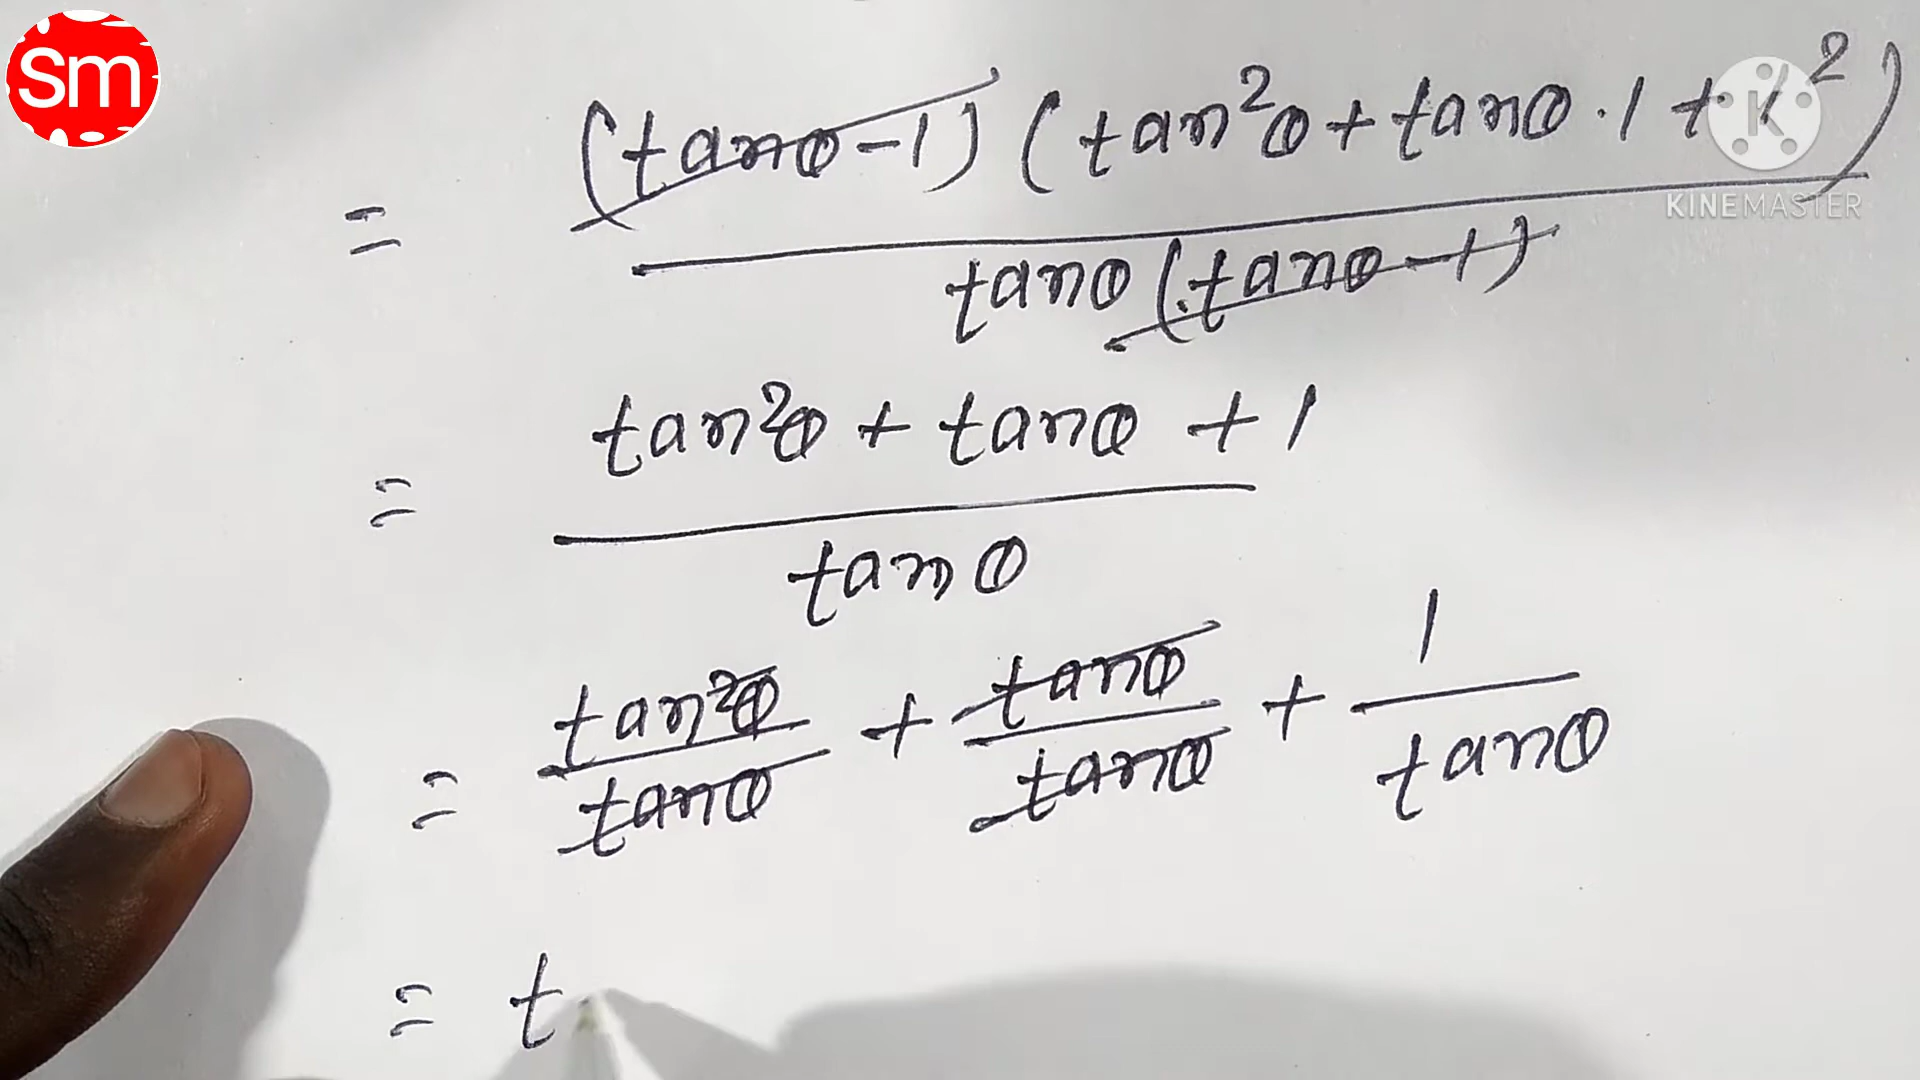 Sm
= (tanθ-1) (tan²θ + tanθ . 1 + 1²) / tanθ (tanθ-1)
KINEMASTER
= tan²θ + tanθ + 1 / tanθ
= tan²θ / tanθ + tanθ / tanθ + 1 / tanθ
= t